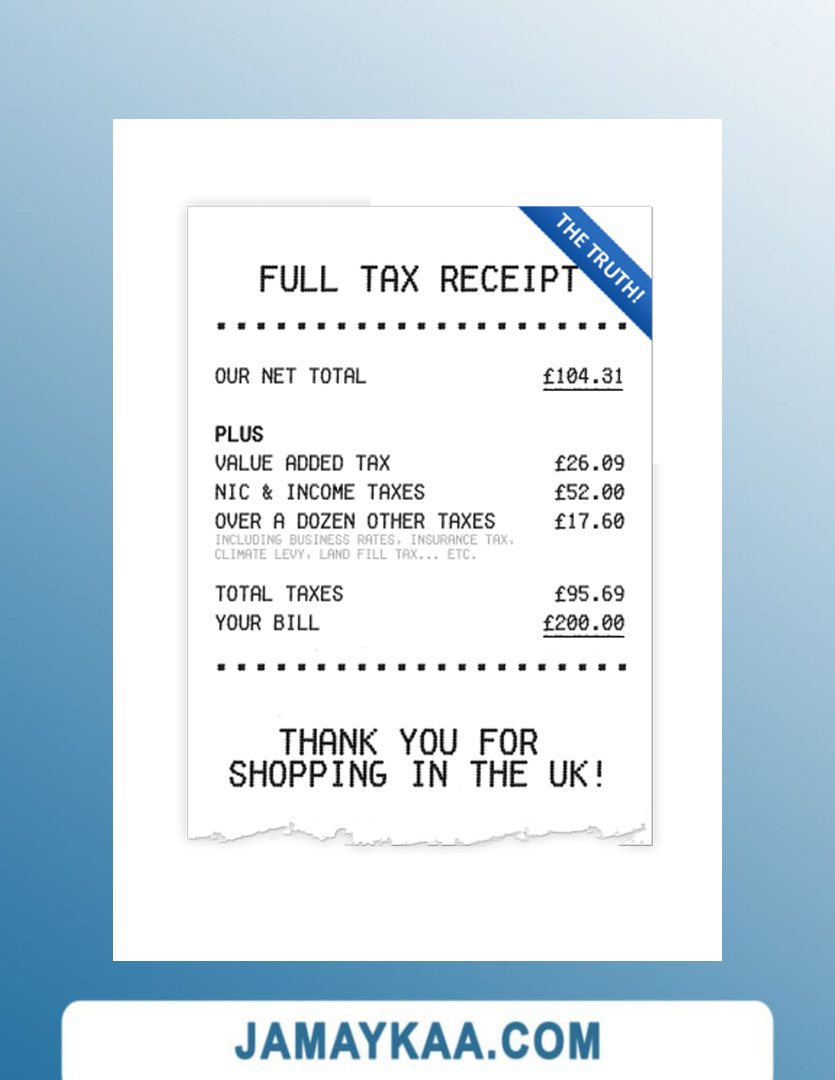 THE TRUTH!
FULL TAX RECEIPT
OUR NET TOTAL £104.31
PLUS
VALUE ADDED TAX £26.09
NIC & INCOME TAXES £52.00
OVER A DOZEN OTHER TAXES £17.60
INCLUDING BUSINESS RATES, INSURANCE TAX,
CLIMATE LEVY, LAND FILL TAX... ETC.
TOTAL TAXES £95.69
YOUR BILL £200.00
THANK YOU FOR
SHOPPING IN THE UK!
JAMAYKAA.COM